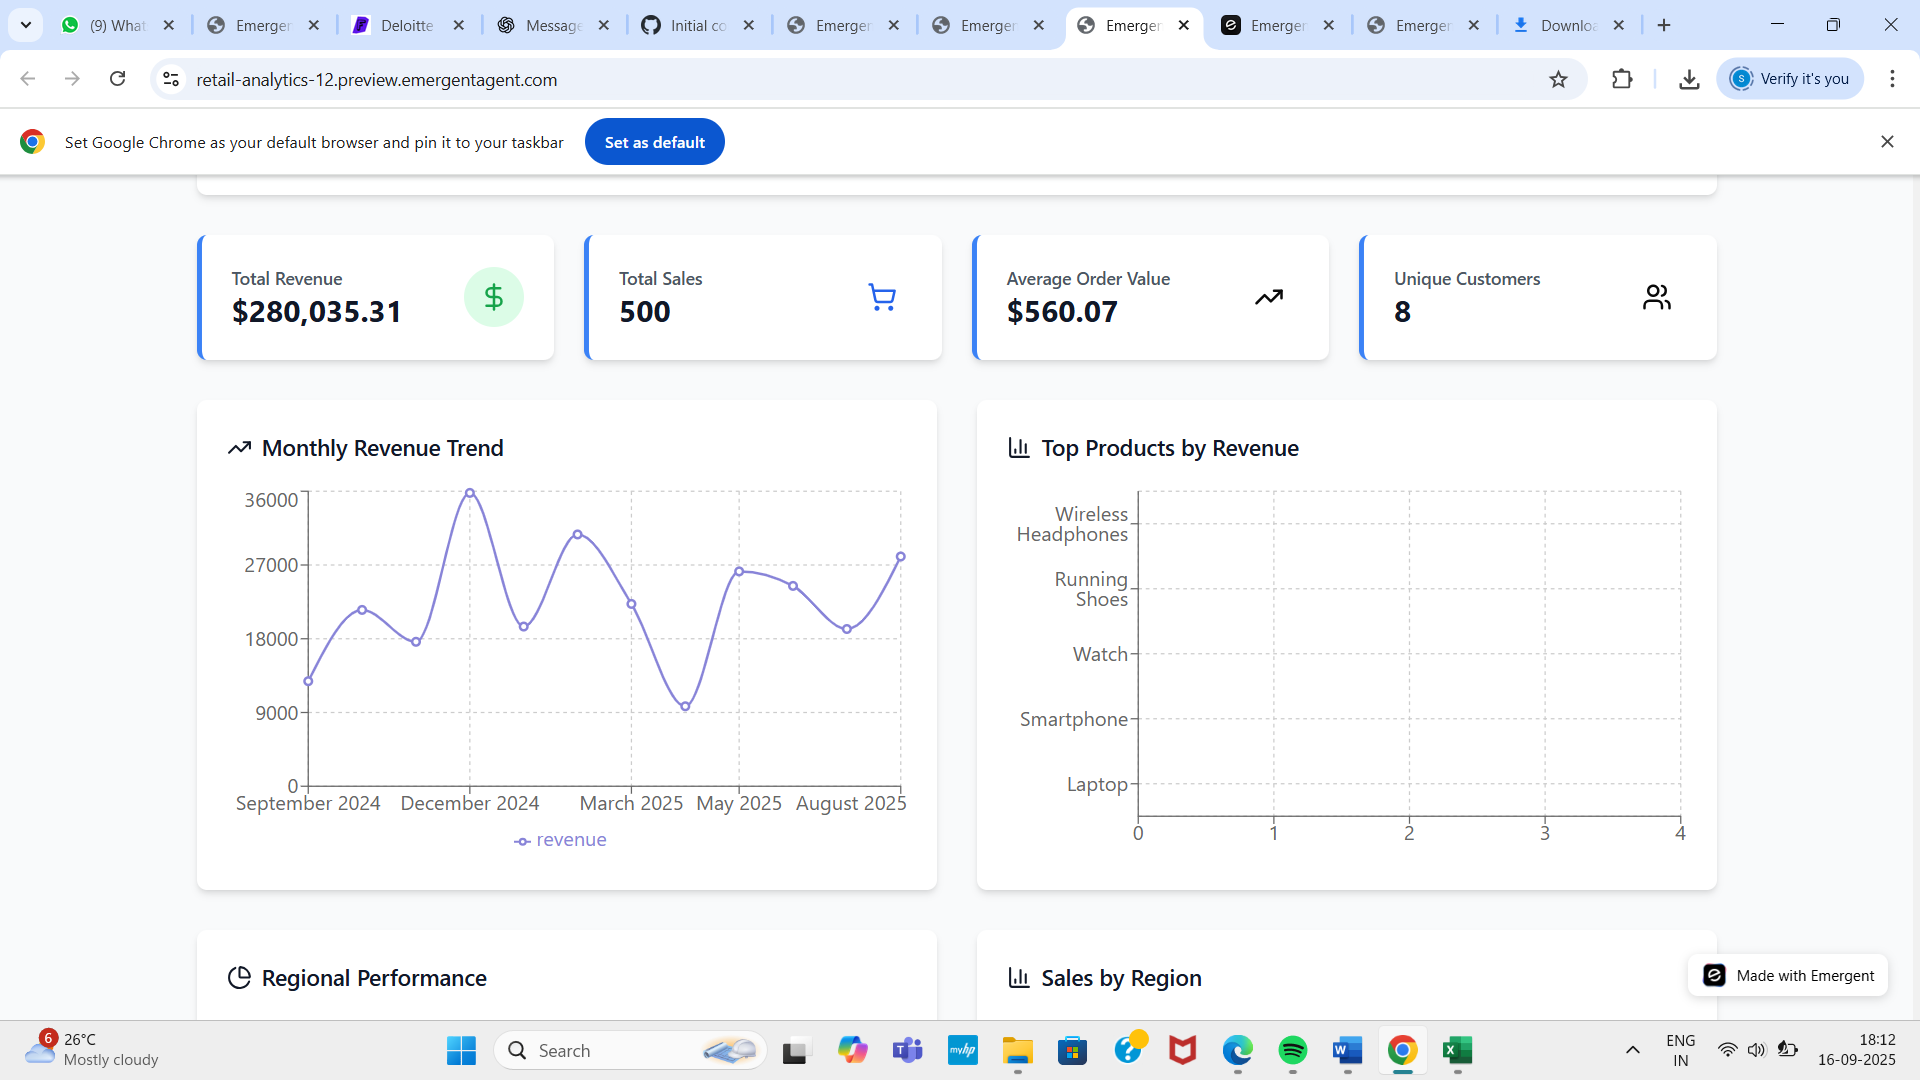 (9) What
Emerger
Deloitte
Message
Initial co
Emerger
Emerger
Emerger
Emerger
Emerger
Downloa
retail-analytics-12.preview.emergentagent.com
Verify it's you
Set Google Chrome as your default browser and pin it to your taskbar
Set as default
Total Revenue
$280,035.31
Total Sales
500
Average Order Value
$560.07
Unique Customers
8
Monthly Revenue Trend
36000
27000
18000
9000
0
September 2024 December 2024 March 2025 May 2025 August 2025
revenue
Top Products by Revenue
Wireless
Headphones
Running
Shoes
Watch
Smartphone
Laptop
0 1 2 3 4
Regional Performance
Sales by Region
Made with Emergent
6
26°C
Mostly cloudy
Search
myhp
ENG
IN
18:12
16-09-2025